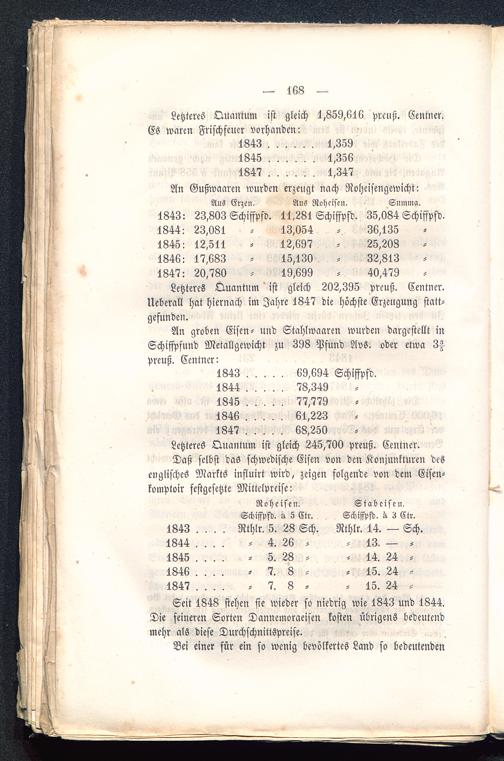 — 168 —
Letzteres Quantum ist gleich 1,859,616 preuß. Centner.
Es waren Frischfeuer vorhanden:
1843 . . . . . . 1,359
1845 . . . . . . 1,356
1847 . . . . . . 1,347
An Gußwaaren wurden erzeugt nach Roheisengewicht:
Aus Erzen. Aus Roheisen. Summa.
1843: 23,803 Schiffpfd. 11,281 Schiffpfd. 35,084 Schiffpfd.
1844: 23,081 „ 13,054 „ 36,135 „
1845: 12,511 „ 12,697 „ 25,208 „
1846: 17,683 „ 15,130 „ 32,813 „
1847: 20,780 „ 19,699 „ 40,479 „
Letzteres Quantum ist gleich 202,395 preuß. Centner.
Ueberall hat hiernach im Jahre 1847 die höchste Erzeugung statt-
gefunden.
An groben Eisen- und Stahlwaaren wurden dargestellt in
Schiffpfund Metallgewicht zu 398 Pfund Avs. oder etwa 3⅗
preuß. Centner:
1843 . . . . . 69,694 Schiffpfd.
1844 . . . . . 78,349 „
1845 . . . . . 77,779 „
1846 . . . . . 61,223 „
1847 . . . . . 68,250 „
Letzteres Quantum ist gleich 245,700 preuß. Centner.
Daß selbst das schwedische Eisen von den Konjunkturen des
englisches Markts influirt wird, zeigen folgende von dem Eisen-
komptoir festgesetzte Mittelpreise:
Roheisen. Stabeisen.
Schiffpfd. à 5 Ctr. Schiffpfd. à 3 Ctr.
1843 . . . . Rthlr. 5. 28 Sch. Rthlr. 14. — Sch.
1844 . . . . „ 4. 26 „ „ 13. — „
1845 . . . . „ 5. 28 „ „ 14. 24 „
1846 . . . . „ 7. 8 „ „ 15. 24 „
1847 . . . . „ 7. 8 „ „ 15. 24 „
Seit 1848 stehen sie wieder so niedrig wie 1843 und 1844.
Die feineren Sorten Dannemoraeisen kosten übrigens bedeutend
mehr als diese Durchschnittspreise.
Bei einer für ein so wenig bevölkertes Land so bedeutenden